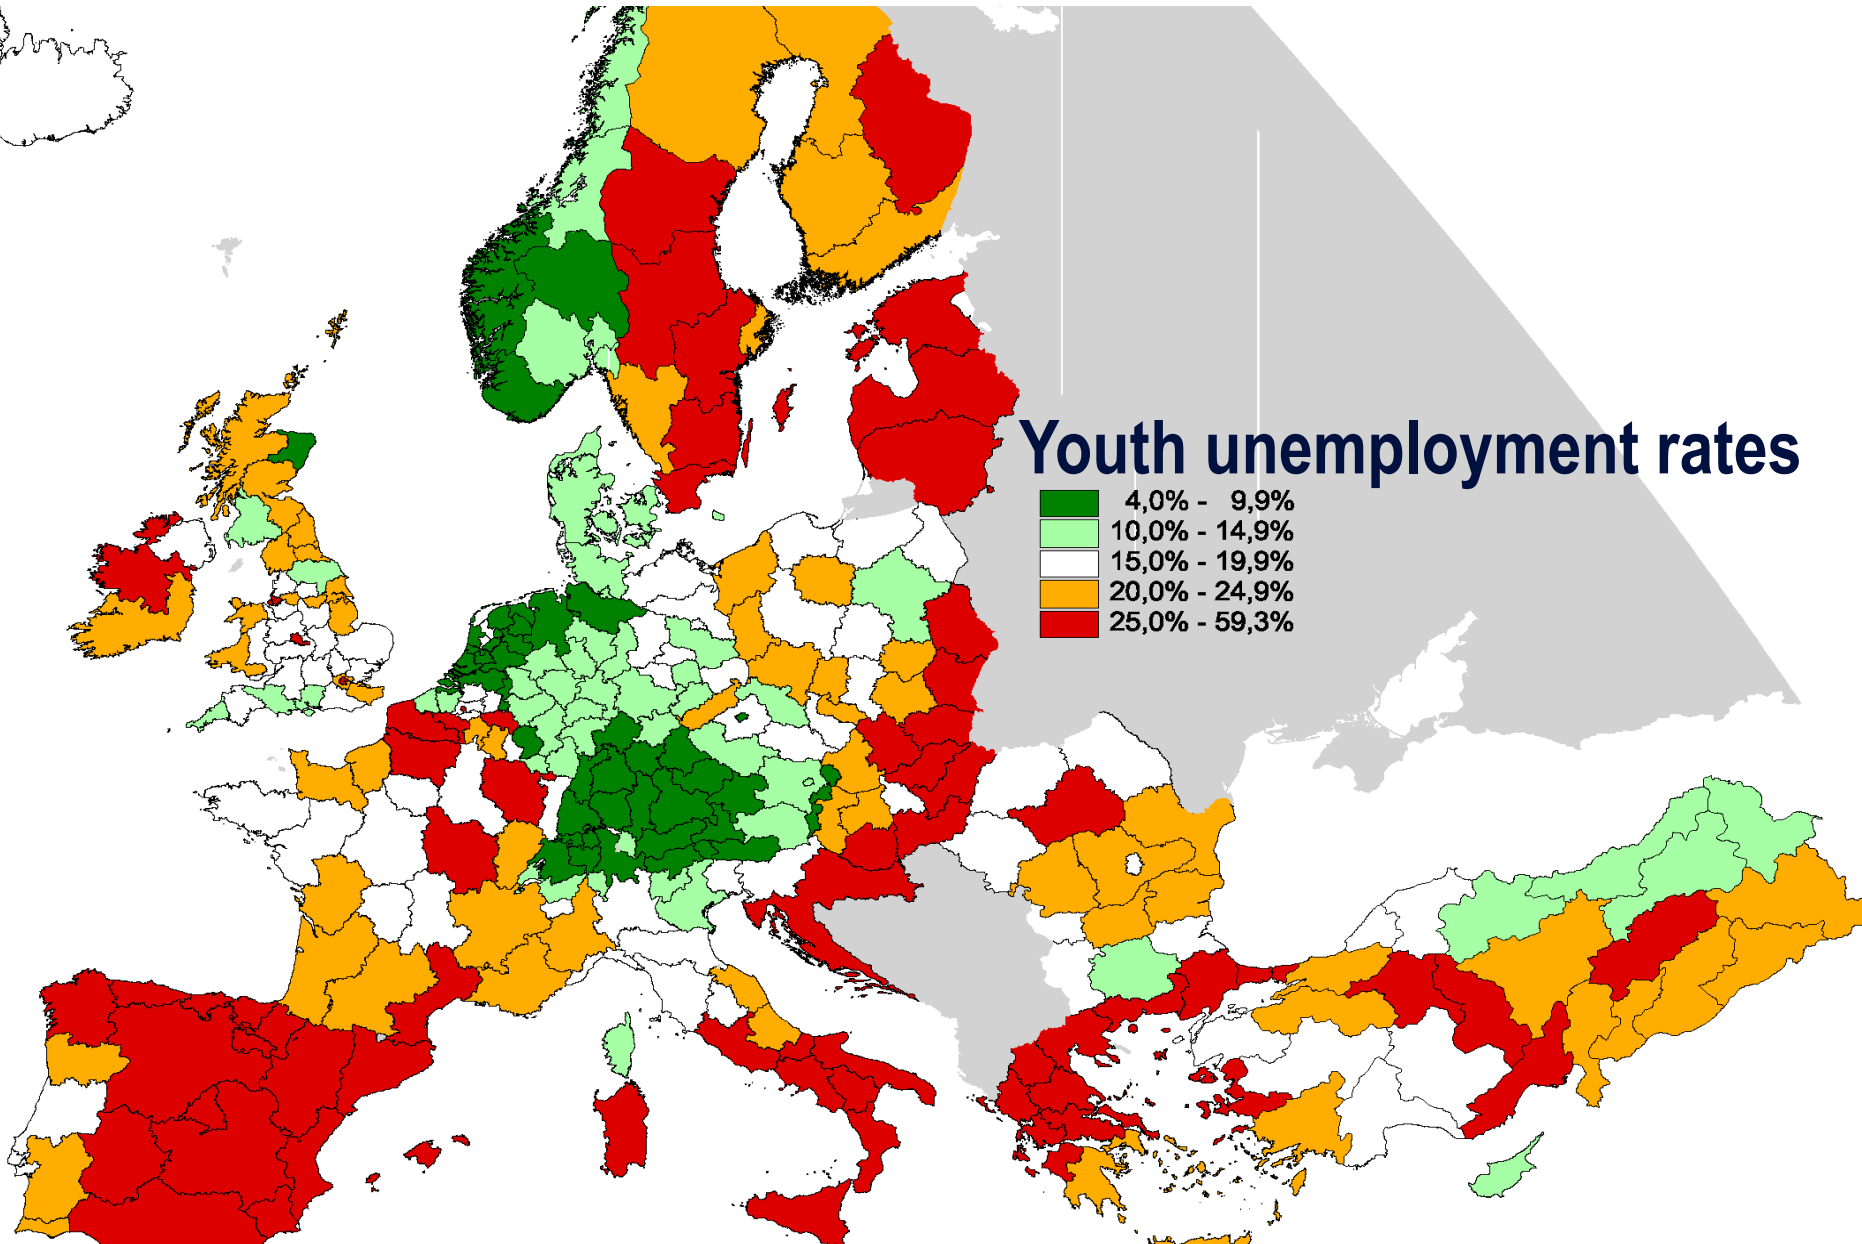 Youth unemployment rates
4,0% - 9,9%
10,0% - 14,9%
15,0% - 19,9%
20,0% - 24,9%
25,0% - 59,3%